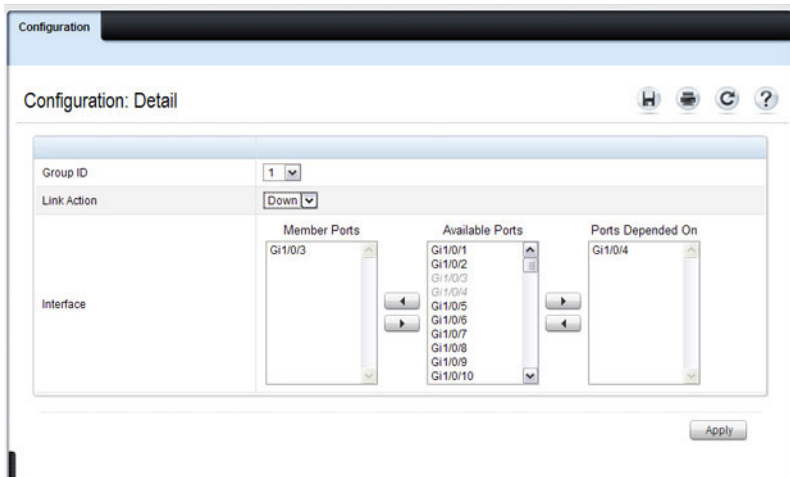 Configuration
Configuration: Detail
Group ID
1
Link Action
Down
Interface
Member Ports
Gi1/0/3
Available Ports
Gi1/0/1
Gi1/0/2
Gi1/0/3
Gi1/0/4
Gi1/0/5
Gi1/0/6
Gi1/0/7
Gi1/0/8
Gi1/0/9
Gi1/0/10
Ports Depended On
Gi1/0/4
Apply